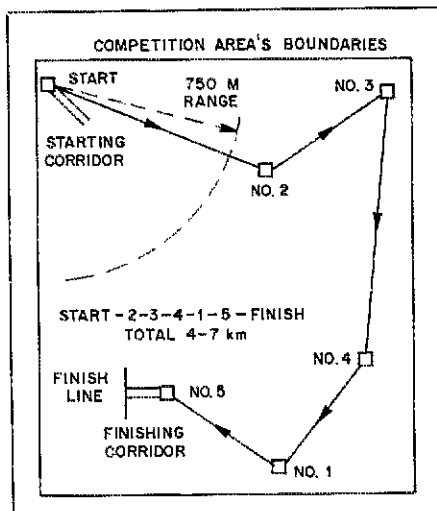 COMPETITION AREA'S BOUNDARIES
START
750 M
RANGE
NO. 3
STARTING
CORRIDOR
NO. 2
START-2-3-4-1-5-FINISH
TOTAL 4-7 km
NO. 4
FINISH
LINE
NO. 5
FINISHING
CORRIDOR
NO. 1